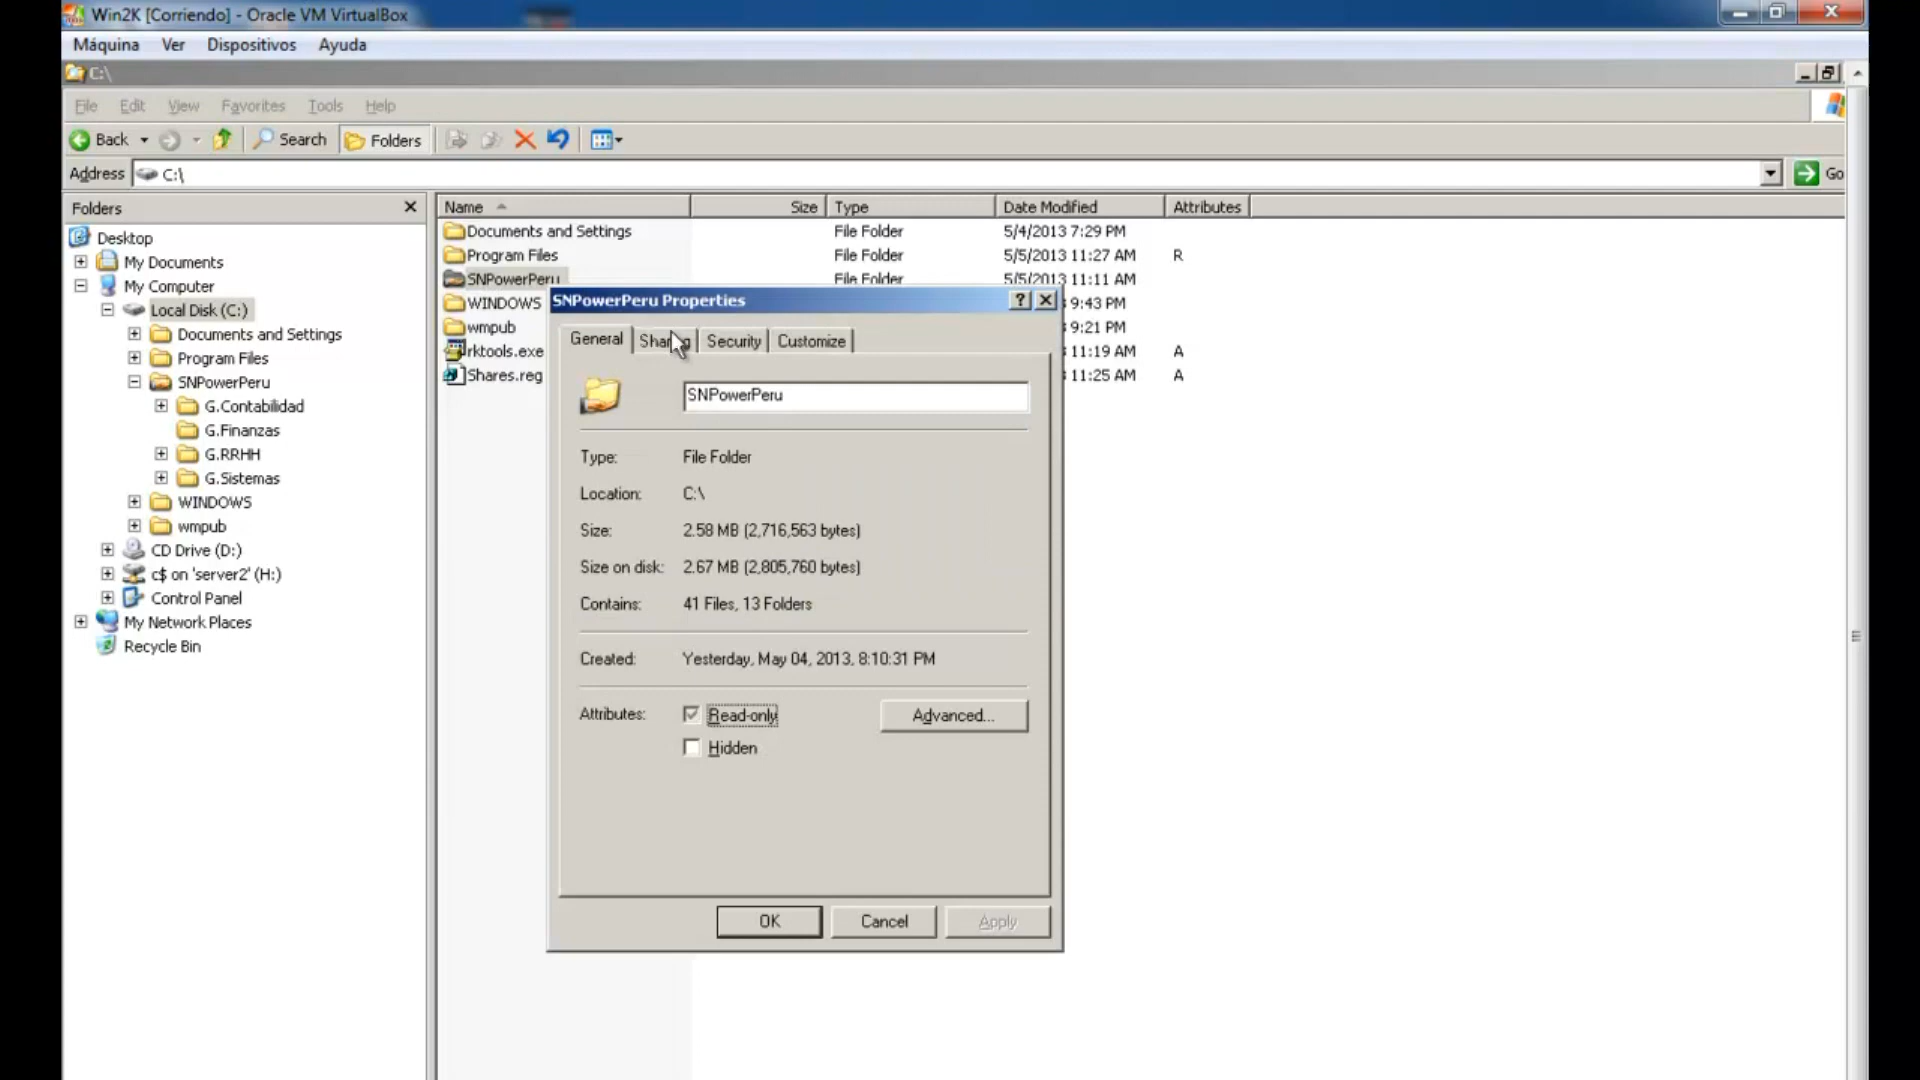 Win2K [Corriendo] - Oracle VM VirtualBox
Máquina Ver Dispositivos Ayuda
C:\
File Edit View Favorites Tools Help
Back Search Folders
Address C:\ Go
Folders
Desktop
My Documents
My Computer
Local Disk (C:)
Documents and Settings
Program Files
SNPowerPeru
G.Contabilidad
G.Finanzas
G.RRHH
G.Sistemas
WINDOWS
wmpub
CD Drive (D:)
c$ on 'server2' (H:)
Control Panel
My Network Places
Recycle Bin
Name Size Type Date Modified Attributes
Documents and Settings File Folder 5/4/2013 7:29 PM
Program Files File Folder 5/5/2013 11:27 AM R
SNPowerPeru File Folder 5/5/2013 11:11 AM
WINDOWS 9:43 PM
wmpub 9:21 PM
rktools.exe 11:19 AM A
Shares.reg 11:25 AM A
SNPowerPeru Properties
General Sharing Security Customize
SNPowerPeru
Type: File Folder
Location: C:\
Size: 2.58 MB (2,716,563 bytes)
Size on disk: 2.67 MB (2,805,760 bytes)
Contains: 41 Files, 13 Folders
Created: Yesterday, May 04, 2013, 8:10:31 PM
Attributes: Read-only Advanced...
Hidden
OK Cancel Apply